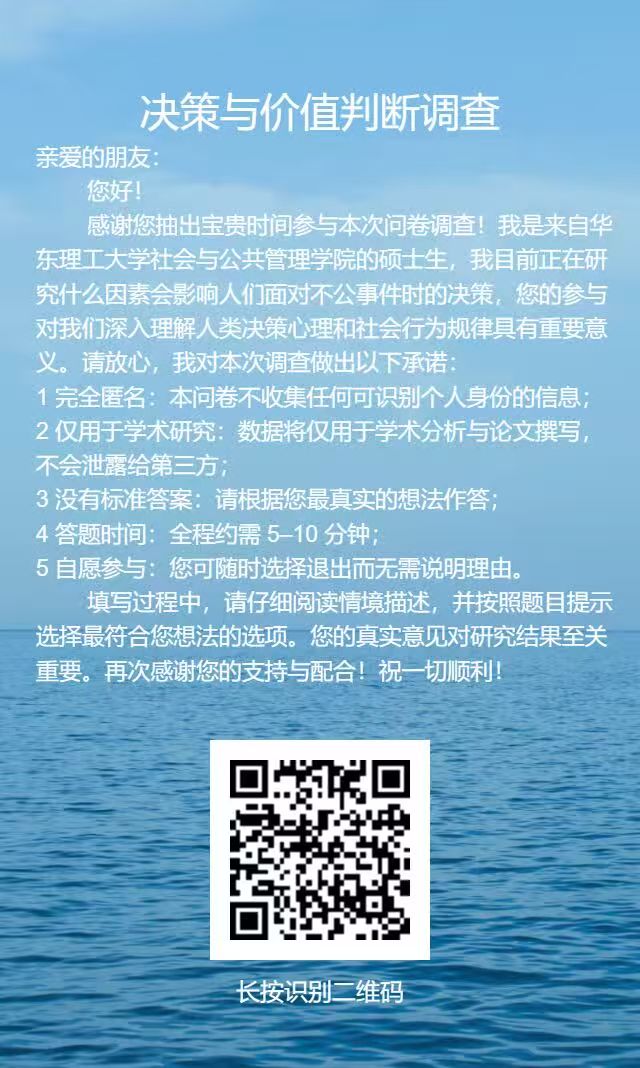 决策与价值判断调查
亲爱的朋友：
您好！
感谢您抽出宝贵时间参与本次问卷调查！我是来自华
东理工大学社会与公共管理学院的硕士生，我目前正在研
究什么因素会影响人们面对不公事件时的决策，您的参与
对我们深入理解人类决策心理和社会行为规律具有重要意
义。请放心，我对本次调查做出以下承诺：
1 完全匿名：本问卷不收集任何可识别个人身份的信息；
2 仅用于学术研究：数据将仅用于学术分析与论文撰写，
不会泄露给第三方；
3 没有标准答案：请根据您最真实的想法作答；
4 答题时间：全程约需 5–10 分钟；
5 自愿参与：您可随时选择退出而无需说明理由。
填写过程中，请仔细阅读情境描述，并按照题目提示
选择最符合您想法的选项。您的真实意见对研究结果至关
重要。再次感谢您的支持与配合！祝一切顺利！
长按识别二维码